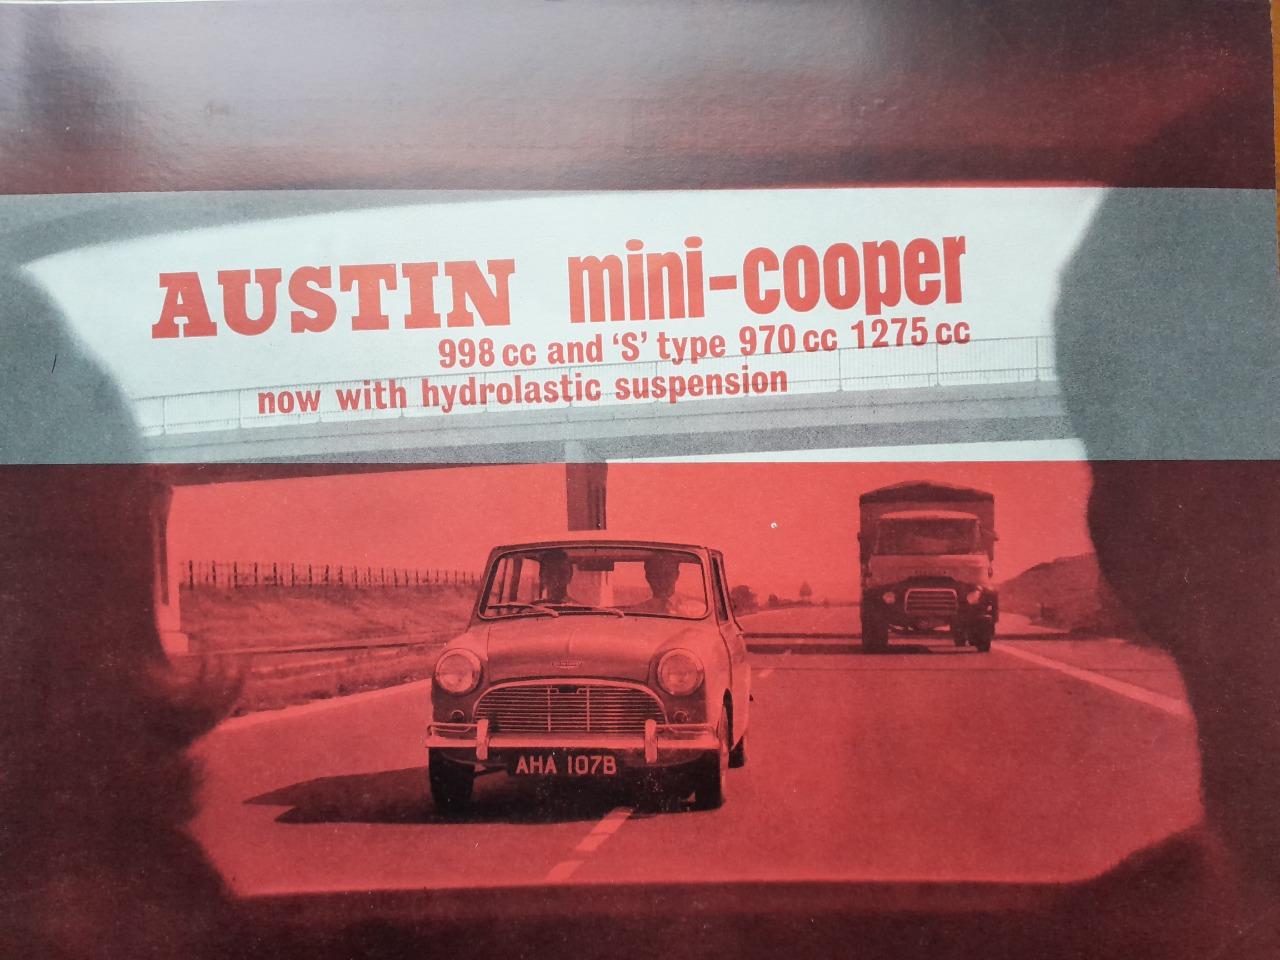 AUSTIN mini-cooper
998 cc and 'S' type 970 cc 1275 cc
now with hydrolastic suspension
AHA 107B